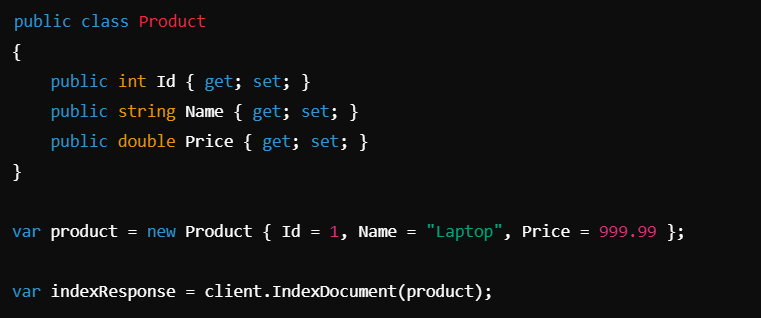 public class Product
{
    public int Id { get; set; }
    public string Name { get; set; }
    public double Price { get; set; }
}
var product = new Product { Id = 1, Name = "Laptop", Price = 999.99 };
var indexResponse = client.IndexDocument(product);